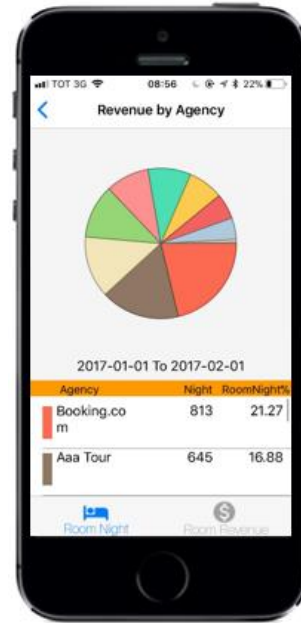 TOT 3G 08:56 22%
Revenue by Agency
2017-01-01 To 2017-02-01
Agency Night RoomNight%
Booking.co 813 21.27
m
Aaa Tour 645 16.88
Room Night Room Revenue